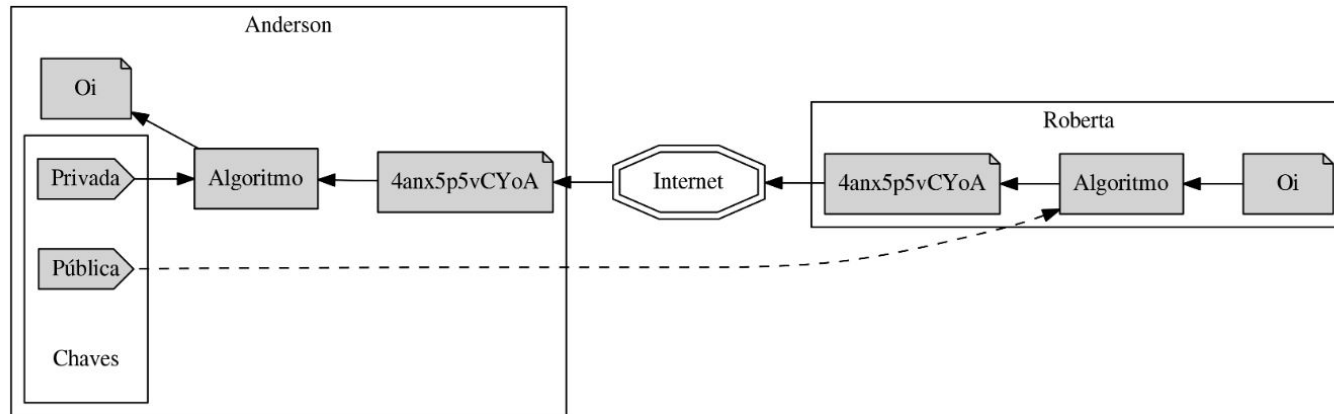 Anderson
Oi
Privada
Algoritmo
4anx5p5vCYoA
Pública
Chaves
Internet
Roberta
4anx5p5vCYoA
Algoritmo
Oi